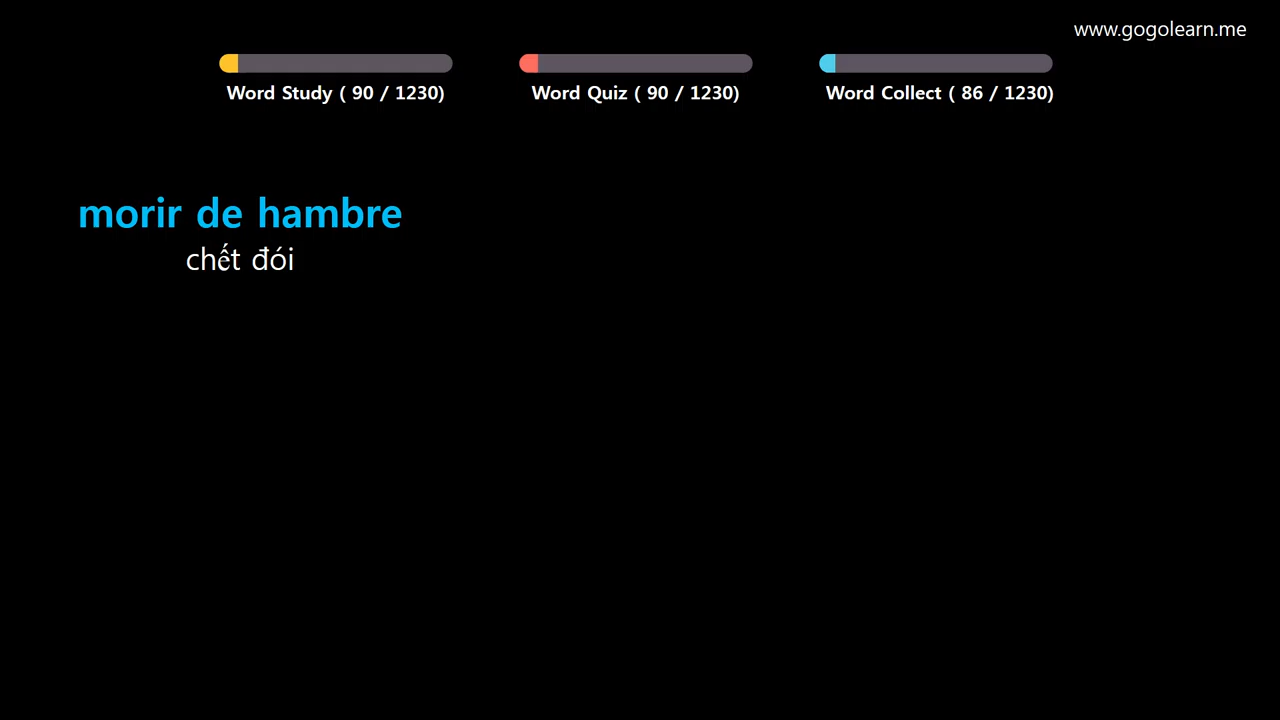 www.gogolearn.me
Word Study ( 90 / 1230)
Word Quiz ( 90 / 1230)
Word Collect ( 86 / 1230)
morir de hambre
chết đói